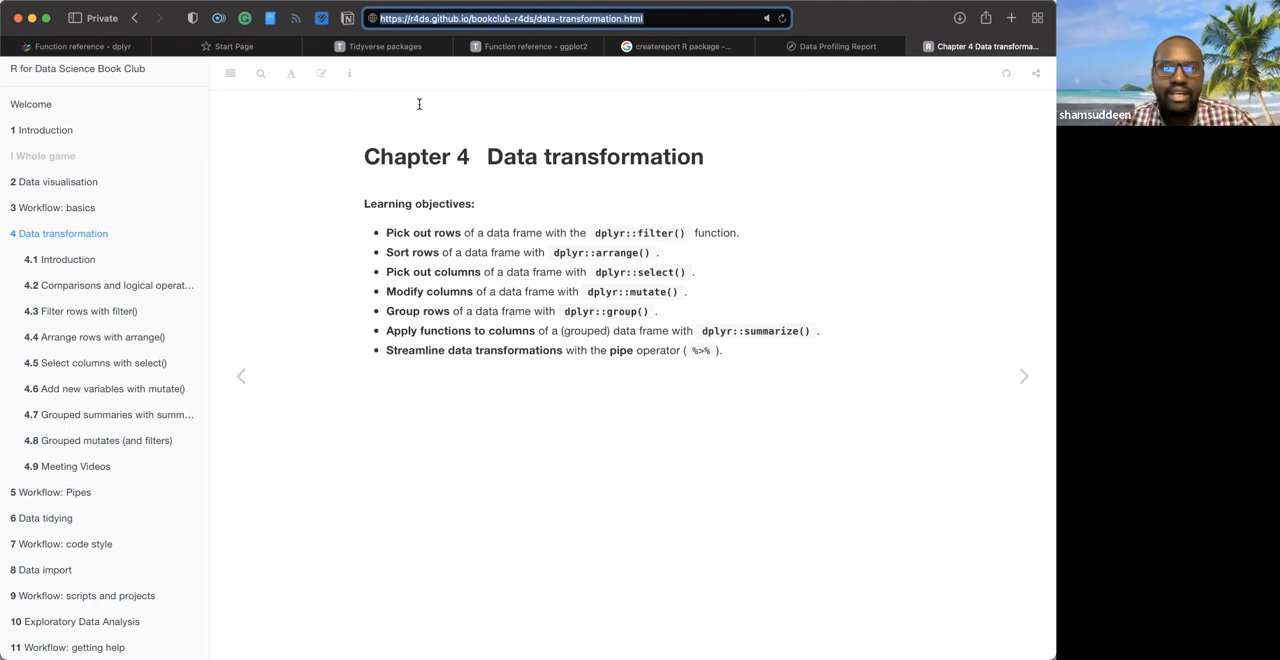 Private
https://r4ds.github.io/bookclub-r4ds/data-transformation.html
Function reference • dplyr
Start Page
Tidyverse packages
Function reference • ggplot2
createreport R package -...
Data Profiling Report
Chapter 4 Data transforma...
R for Data Science Book Club
Welcome
1 Introduction
I Whole game
2 Data visualisation
3 Workflow: basics
4 Data transformation
4.1 Introduction
4.2 Comparisons and logical operat...
4.3 Filter rows with filter()
4.4 Arrange rows with arrange()
4.5 Select columns with select()
4.6 Add new variables with mutate()
4.7 Grouped summaries with summ...
4.8 Grouped mutates (and filters)
4.9 Meeting Videos
5 Workflow: Pipes
6 Data tidying
7 Workflow: code style
8 Data import
9 Workflow: scripts and projects
10 Exploratory Data Analysis
11 Workflow: getting help
Chapter 4 Data transformation
Learning objectives:
• Pick out rows of a data frame with the dplyr::filter() function.
• Sort rows of a data frame with dplyr::arrange() .
• Pick out columns of a data frame with dplyr::select() .
• Modify columns of a data frame with dplyr::mutate() .
• Group rows of a data frame with dplyr::group() .
• Apply functions to columns of a (grouped) data frame with dplyr::summarize() .
• Streamline data transformations with the pipe operator ( %>% ).
shamsuddeen